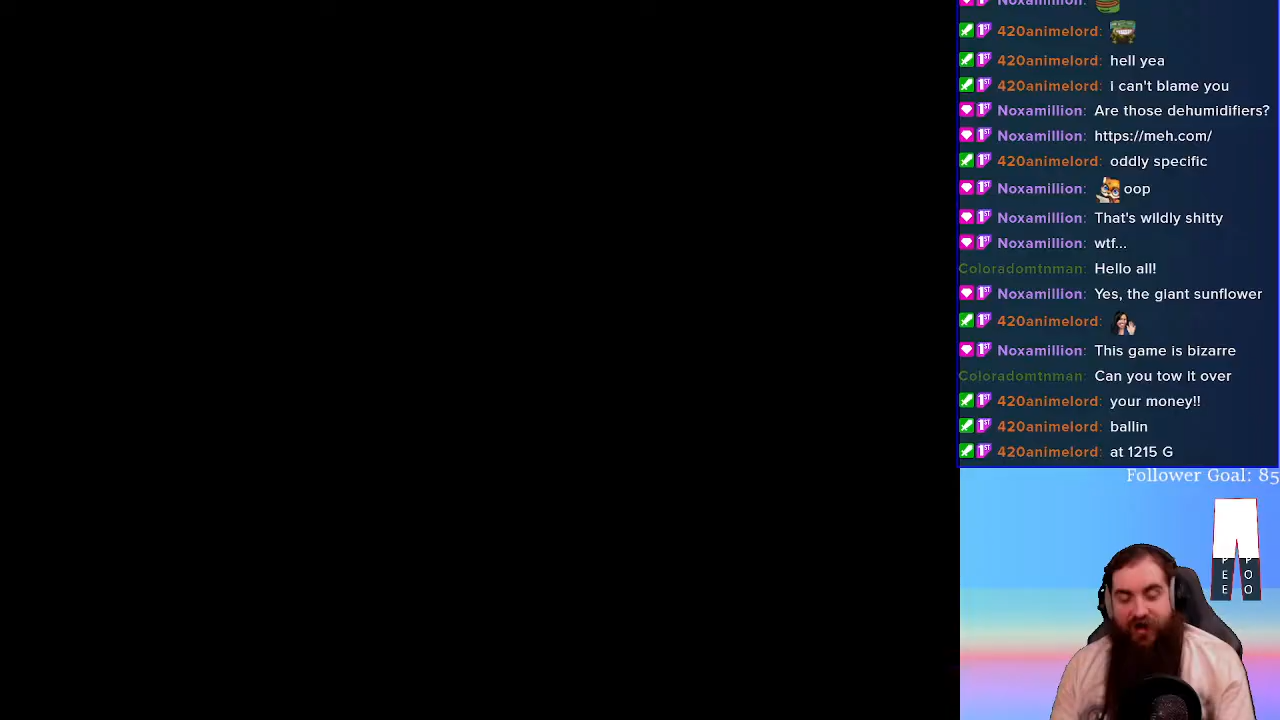 Noxamillion:
420animelord:
420animelord: hell yea
420animelord: i can't blame you
Noxamillion: Are those dehumidifiers?
Noxamillion: https://meh.com/
420animelord: oddly specific
Noxamillion: oop
Noxamillion: That's wildly shitty
Noxamillion: wtf...
Coloradomtnman: Hello all!
Noxamillion: Yes, the giant sunflower
420animelord:
Noxamillion: This game is bizarre
Coloradomtnman: Can you tow it over
420animelord: your money!!
420animelord: ballin
420animelord: at 1215 G
Follower Goal: 85
P P
E O
E O